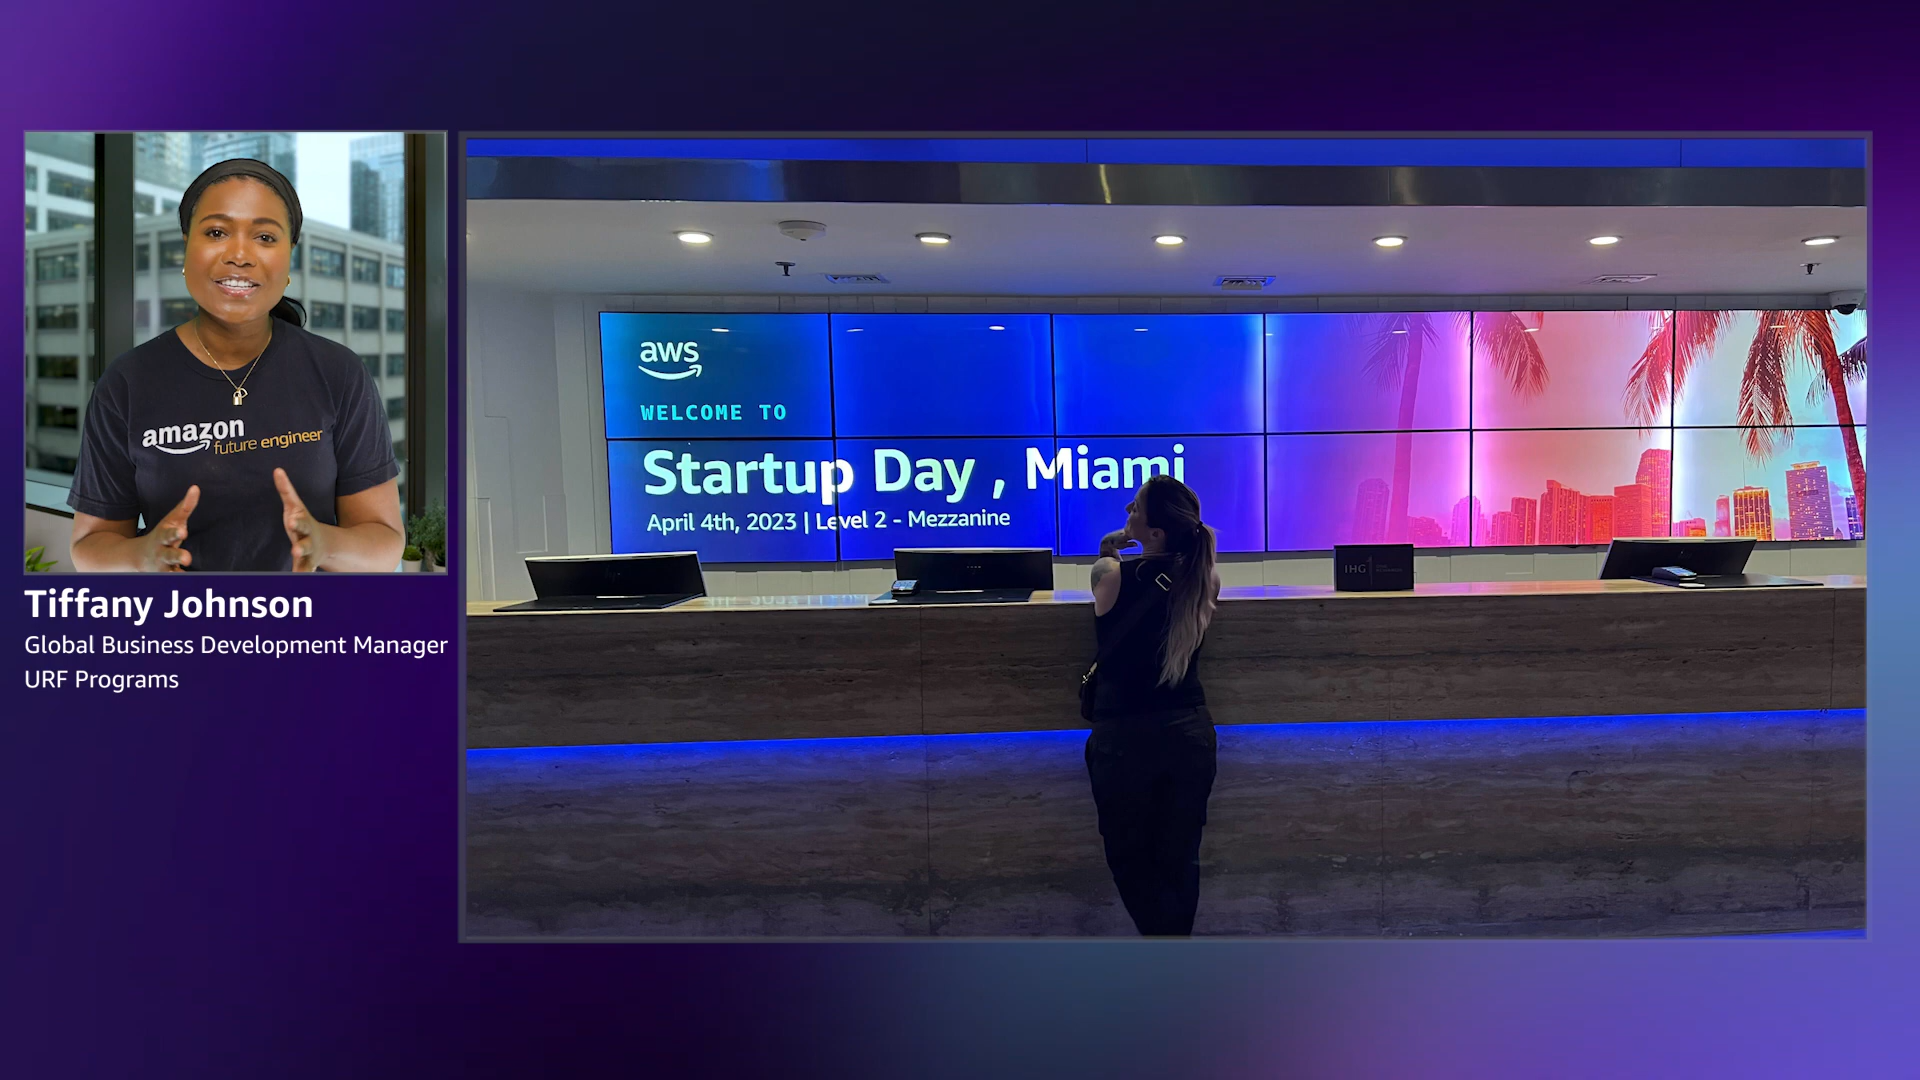 amazon
future engineer
Tiffany Johnson
Global Business Development Manager
URF Programs
aws
WELCOME TO
Startup Day , Miami
April 4th, 2023 | Level 2 - Mezzanine
IHG